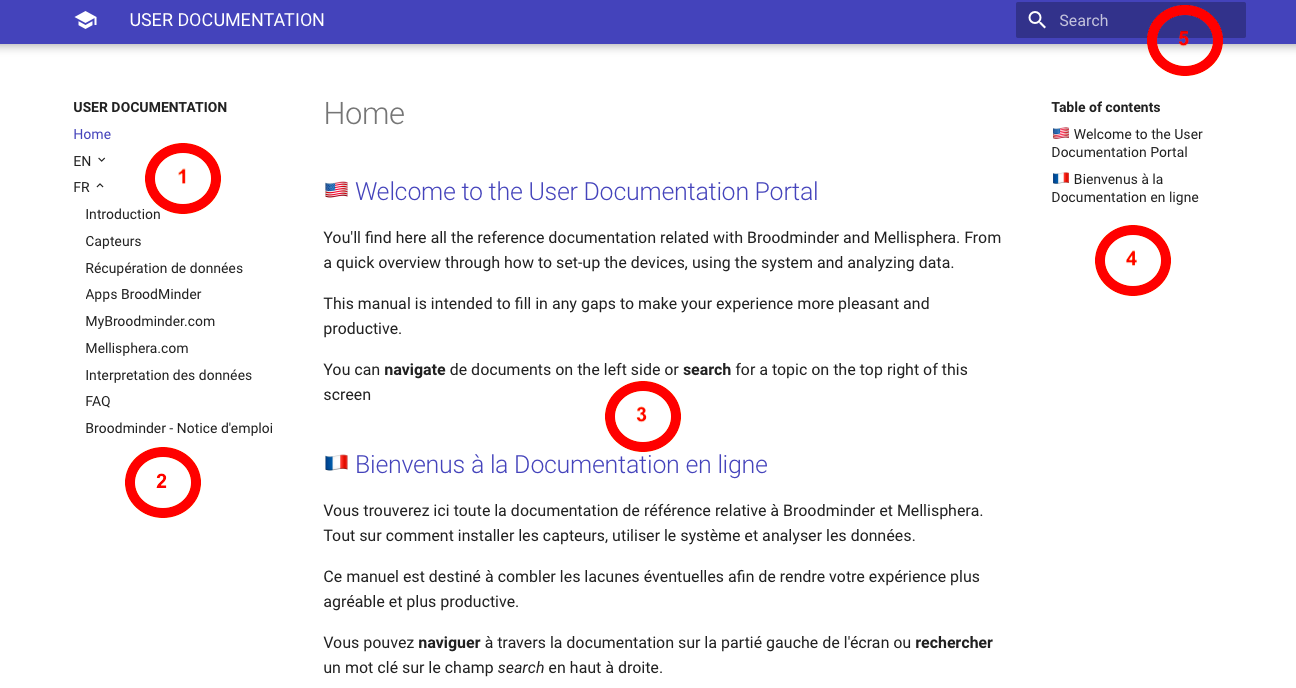 USER DOCUMENTATION
Search
5
USER DOCUMENTATION
Home
EN
FR
1
Introduction
Capteurs
Récupération de données
Apps BroodMinder
MyBroodminder.com
Mellisphera.com
Interpretation des données
FAQ
Broodminder - Notice d'emploi
2
Home
Welcome to the User Documentation Portal
You'll find here all the reference documentation related with Broodminder and Mellisphera. From
a quick overview through how to set-up the devices, using the system and analyzing data.
This manual is intended to fill in any gaps to make your experience more pleasant and
productive.
You can navigate de documents on the left side or search for a topic on the top right of this
screen
3
Bienvenus à la Documentation en ligne
Vous trouverez ici toute la documentation de référence relative à Broodminder et Mellisphera.
Tout sur comment installer les capteurs, utiliser le système et analyser les données.
Ce manuel est destiné à combler les lacunes éventuelles afin de rendre votre expérience plus
agréable et plus productive.
Vous pouvez naviguer à travers la documentation sur la partié gauche de l'écran ou rechercher
un mot clé sur le champ search en haut à droite.
Table of contents
Welcome to the User
Documentation Portal
Bienvenus à la
Documentation en ligne
4